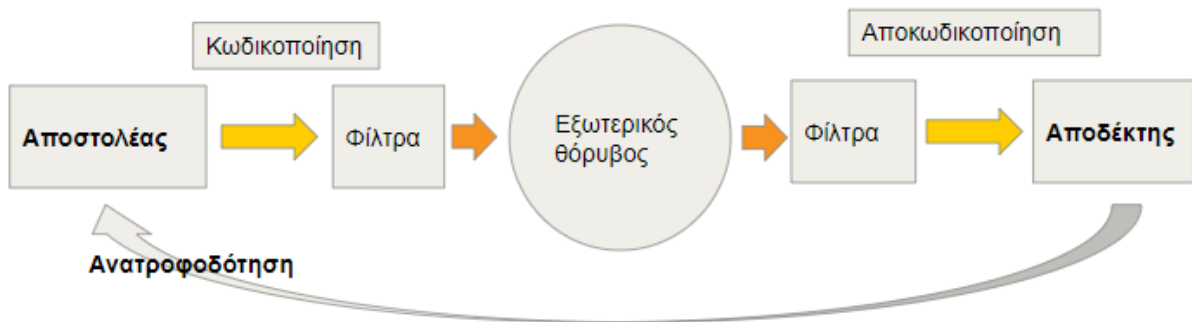 Κωδικοποίηση
Αποκωδικοποίηση
Αποστολέας
Φίλτρα
Εξωτερικός
θόρυβος
Φίλτρα
Αποδέκτης
Ανατροφοδότηση